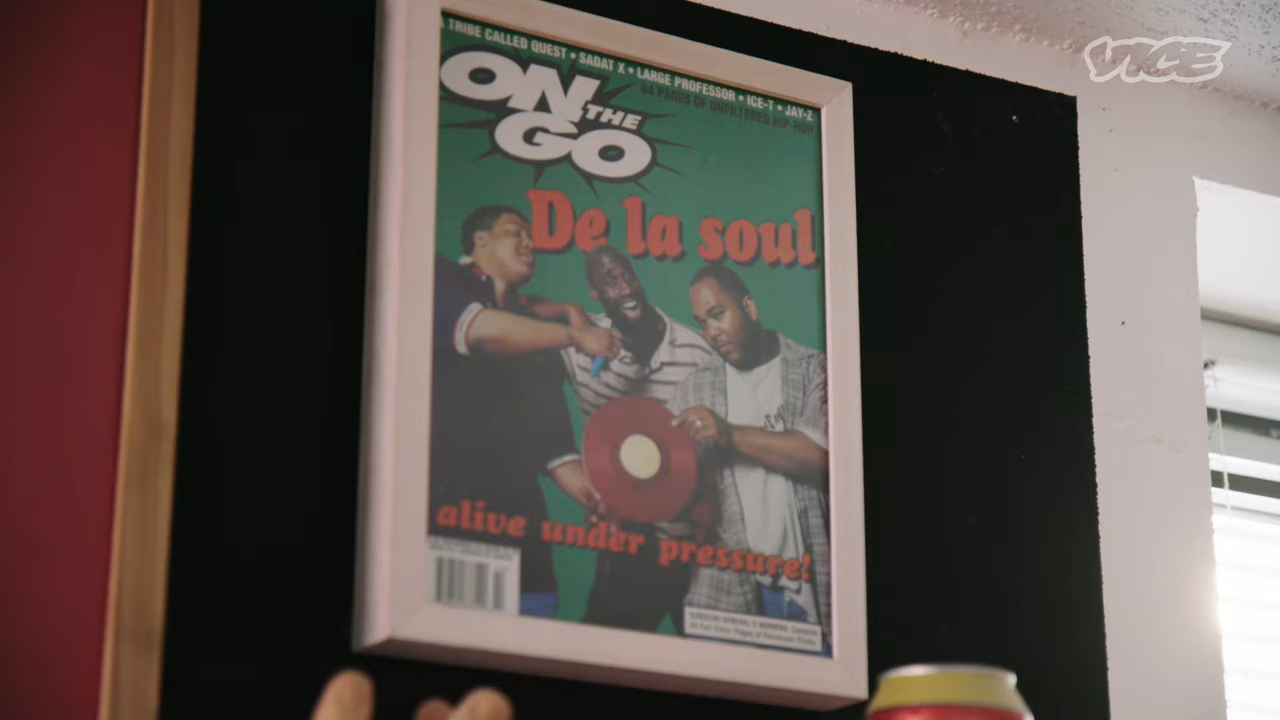 VICE
A TRIBE CALLED QUEST • SADAT X • LARGE PROFESSOR • ICE-T • JAY-Z
64 PAGES OF UNFILTERED HIP-HOP
ON THE GO
De la soul
alive under pressure!